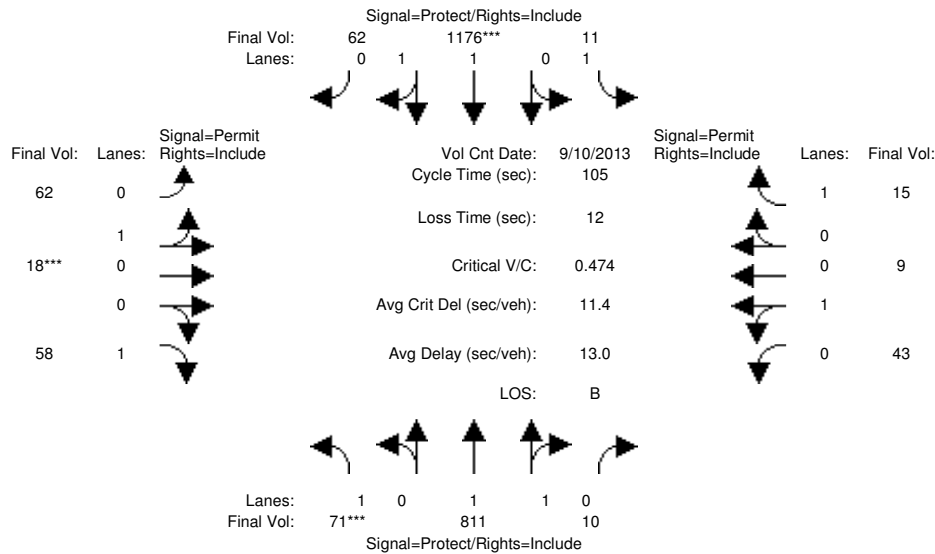 Signal=Protect/Rights=Include
Final Vol: 62 1176*** 11
Lanes: 0 1 1 0 1
Signal=Permit
Final Vol: Lanes: Rights=Include
Vol Cnt Date: 9/10/2013
Signal=Permit
Rights=Include Lanes: Final Vol:
Cycle Time (sec): 105
62 0
1 15
Loss Time (sec): 12
1
0
18*** 0
Critical V/C: 0.474
0 9
0
Avg Crit Del (sec/veh): 11.4
1
58 1
Avg Delay (sec/veh): 13.0
0 43
LOS: B
Lanes: 1 0 1 1 0
Final Vol: 71*** 811 10
Signal=Protect/Rights=Include